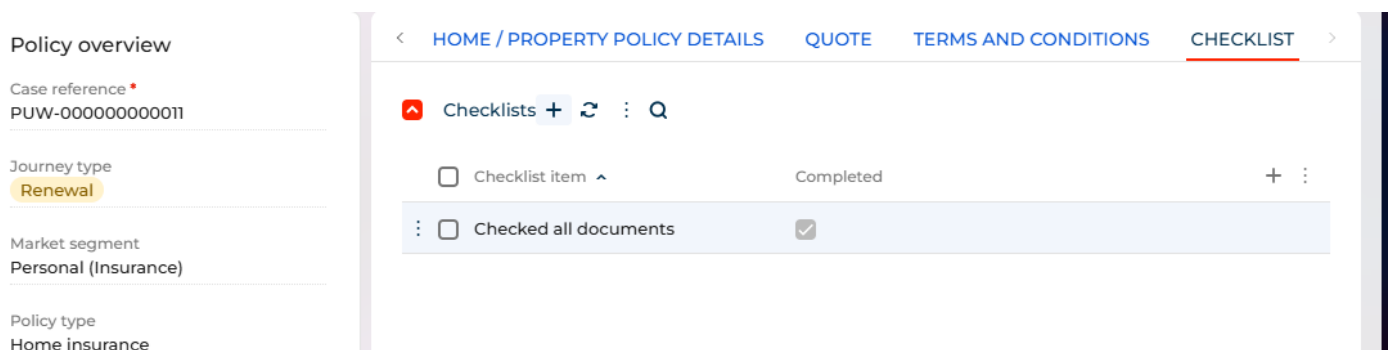 Policy overview
Case reference *
PUW-000000000011
Journey type
Renewal
Market segment
Personal (Insurance)
Policy type
Home insurance
HOME / PROPERTY POLICY DETAILS QUOTE TERMS AND CONDITIONS CHECKLIST
Checklists
Checklist item Completed
Checked all documents